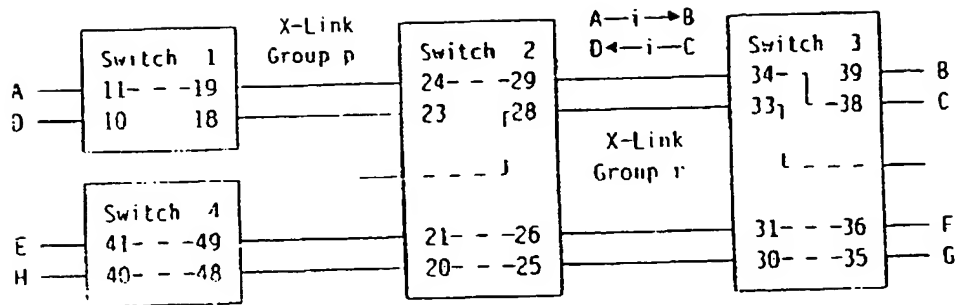 A—i→B
X-Link
D←—i—C
Group p
Switch 1
Switch 2
Switch 3
A
11- - -19
24- - -29
34- 39
B
D
10 18
23 28
33 -38
C
X-Link
Group r
Switch 4
E
41- - -49
21- - -26
31- - -36
F
H
40- - -48
20- - -25
30- - -35
G